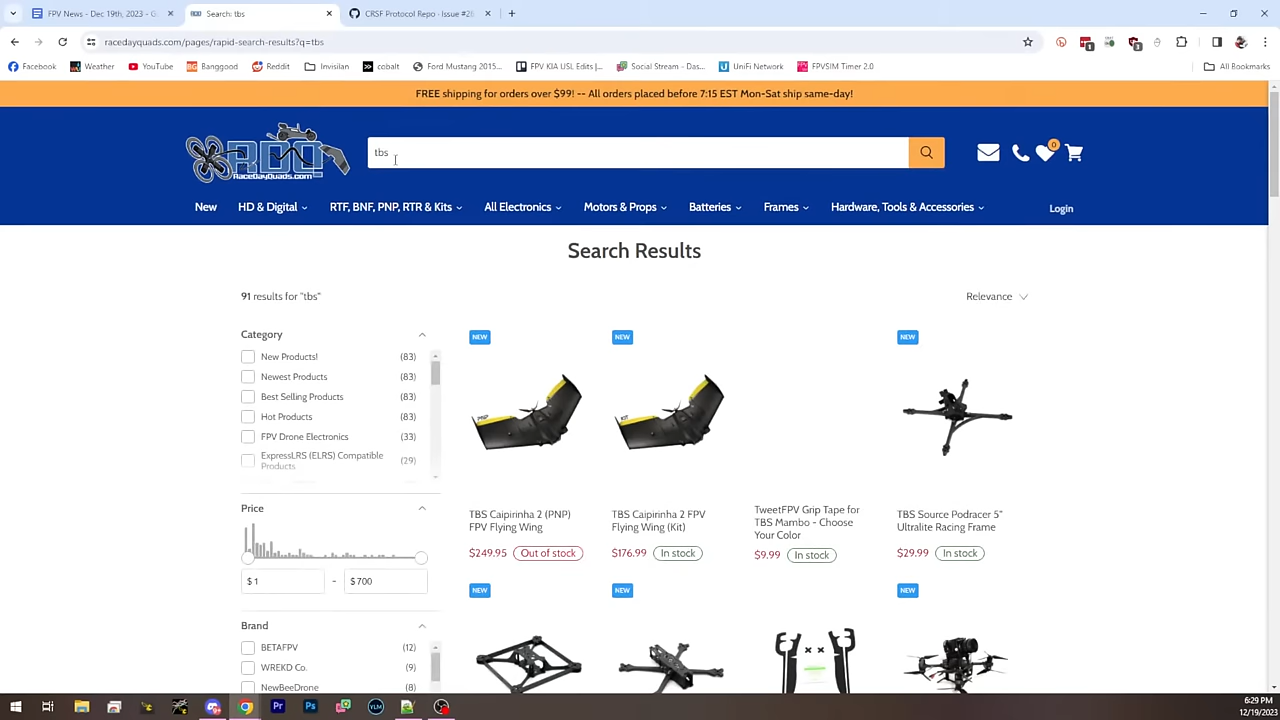 FPV News - Dec 19th, 2023 - G
Search: tbs
CRSF Protocol Repo - Issue #28
racedayquads.com/pages/rapid-search-results?q=tbs
Facebook
Weather
YouTube
Banggood
Reddit
Invisilan
cobalt
Ford Mustang 2015...
FPV KIA USL Edits |...
Social Stream - Das...
UniFi Network
FPVSIM Timer 2.0
All Bookmarks
FREE shipping for orders over $99! -- All orders placed before 7:15 EST Mon-Sat ship same-day!
RDQ
RaceDayQuads.com
tbs
0
New
HD & Digital
RTF, BNF, PNP, RTR & Kits
All Electronics
Motors & Props
Batteries
Frames
Hardware, Tools & Accessories
Login
Search Results
91 results for "tbs"
Relevance
Category
New Products! (83)
Newest Products (83)
Best Selling Products (83)
Hot Products (83)
FPV Drone Electronics (33)
ExpressLRS (ELRS) Compatible (29)
Products
Price
$ 1 - $ 700
Brand
BETAFPV (12)
WREKD Co. (9)
NewBeeDrone (8)
NEW
PNP
TBS Caipirinha 2 (PNP)
FPV Flying Wing
$249.95 Out of stock
NEW
KIT
TBS Caipirinha 2 FPV
Flying Wing (Kit)
$176.99 In stock
TweetFPV Grip Tape for
TBS Mambo - Choose
Your Color
$9.99 In stock
NEW
TBS Source Podracer 5"
Ultralite Racing Frame
$29.99 In stock
NEW
NEW
NEW
6:29 PM
12/19/2023